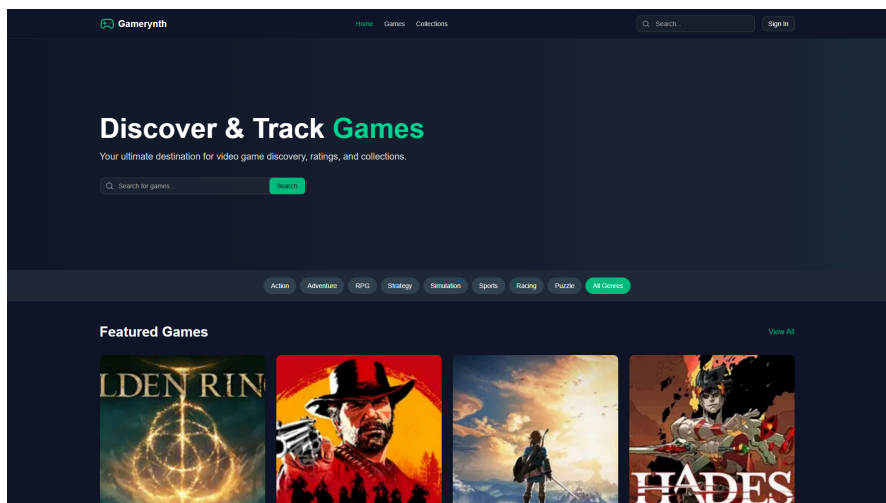 Gamerynth
Home Games Collections
Search...
Sign In
Discover & Track Games
Your ultimate destination for video game discovery, ratings, and collections.
Search for games...
Search
Action Adventure RPG Strategy Simulation Sports Racing Puzzle All Genres
Featured Games
View All
LDEN RIN
HADES